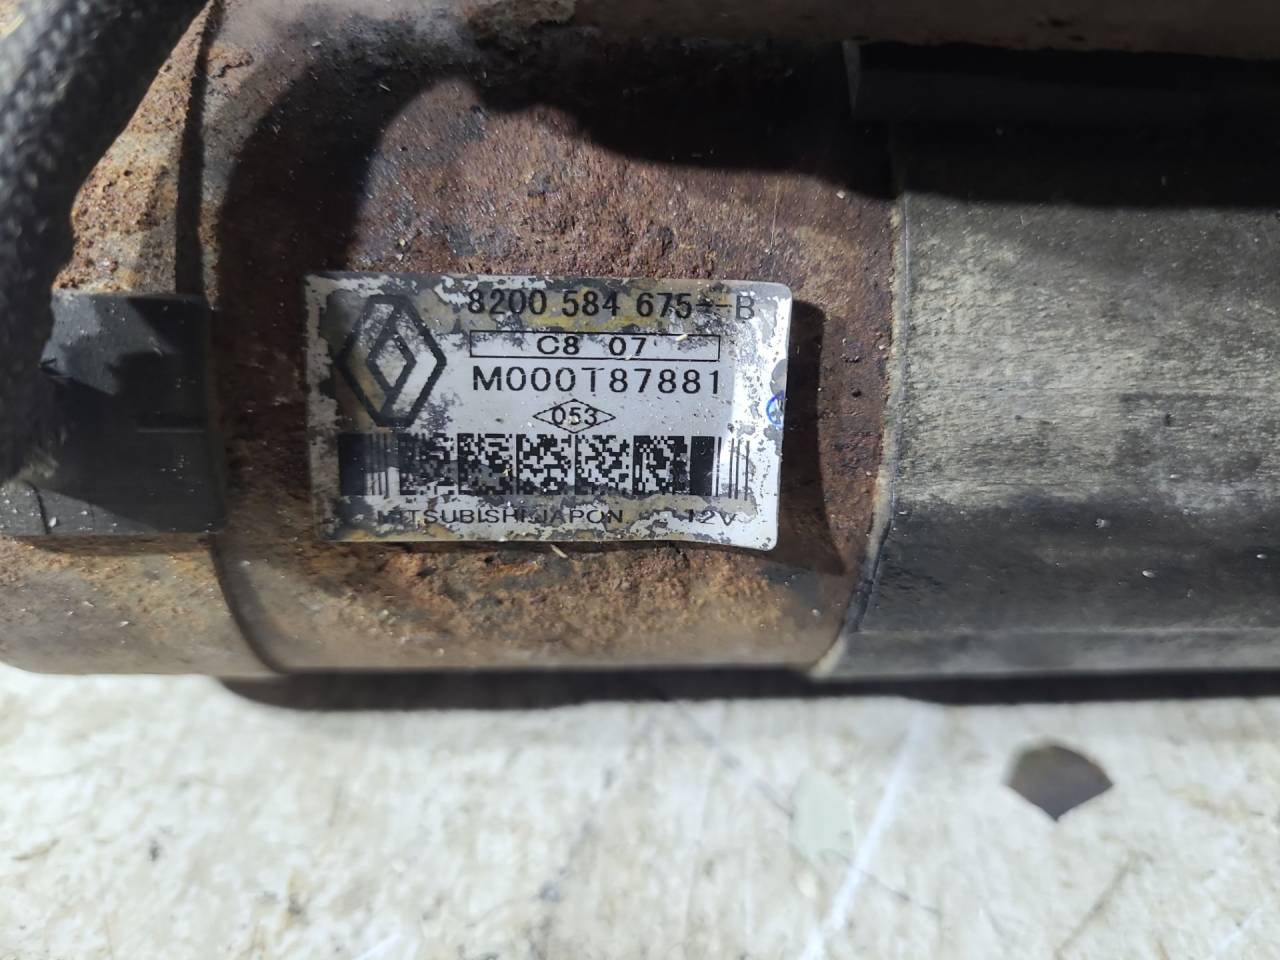 8200 584 675--B
C8 07
M000T87881
053
MITSUBISHI JAPON 12V